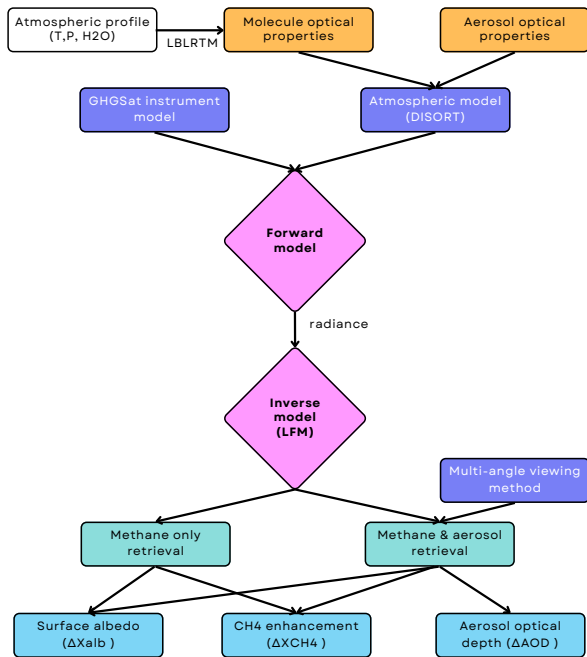 Atmospheric profile
(T,P, H2O)
LBLRTM
Molecule optical
properties
Aerosol optical
properties
GHGSat instrument
model
Atmospheric model
(DISORT)
Forward
model
radiance
Inverse
model
(LFM)
Multi-angle viewing
method
Methane only
retrieval
Methane & aerosol
retrieval
Surface albedo
(ΔXalb )
CH4 enhancement
(ΔXCH4 )
Aerosol optical
depth (ΔAOD )